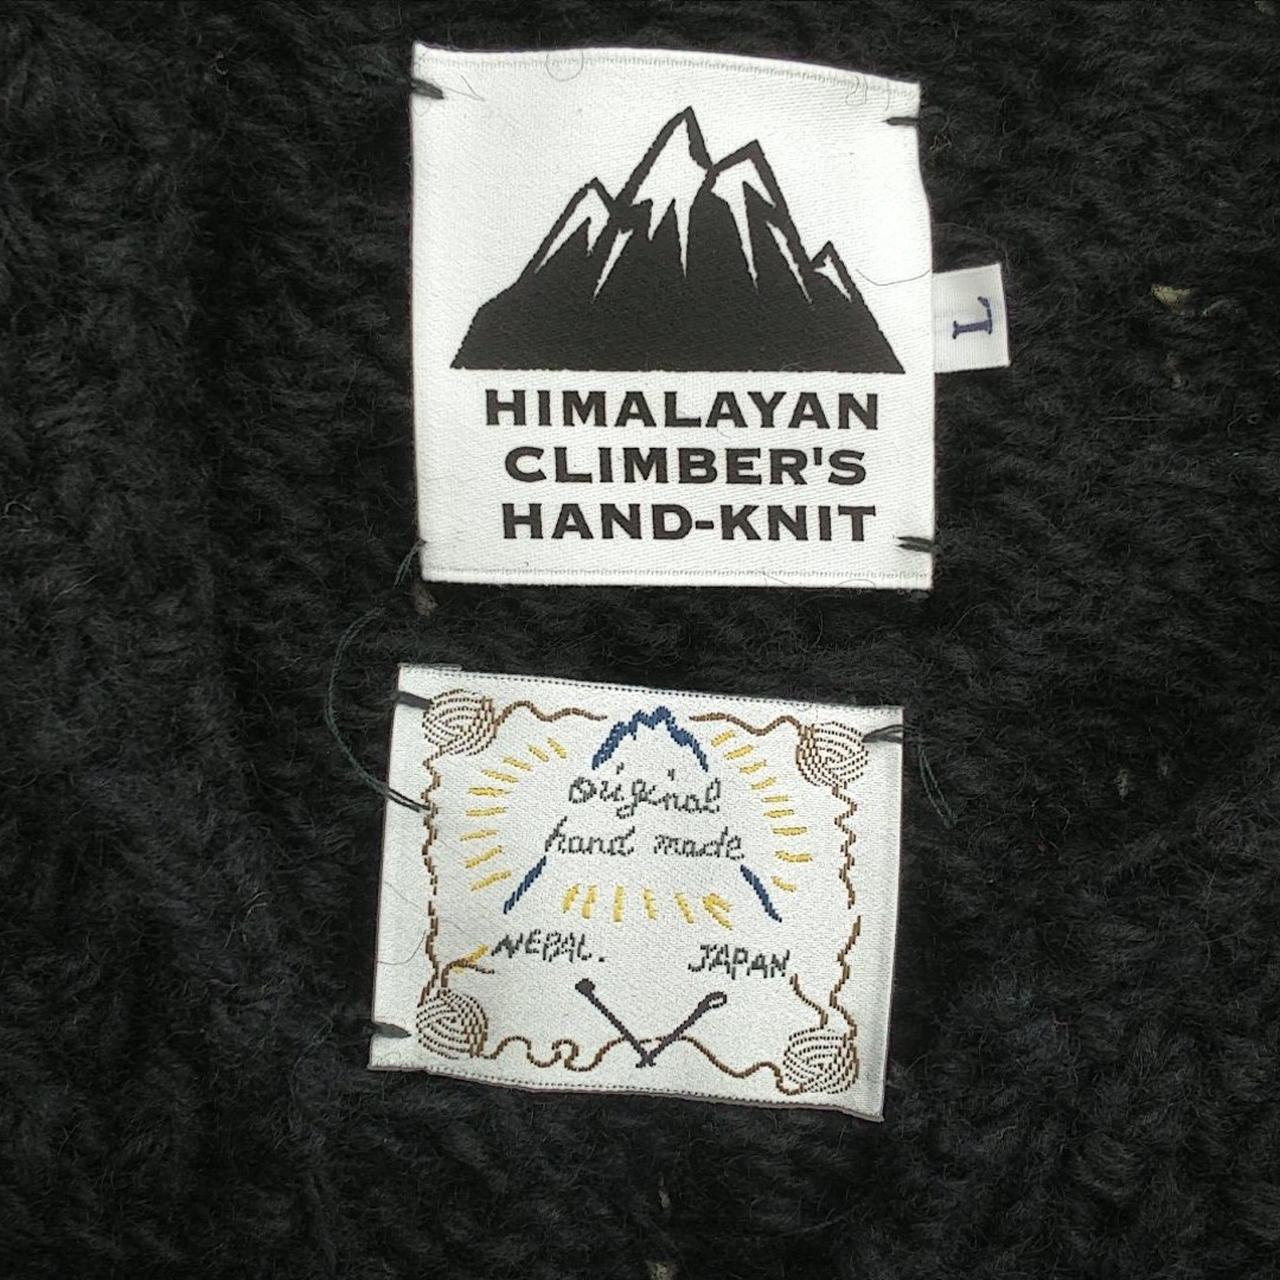 HIMALAYAN
CLIMBER'S
HAND-KNIT
L
original
hand made
NEPAL. JAPAN